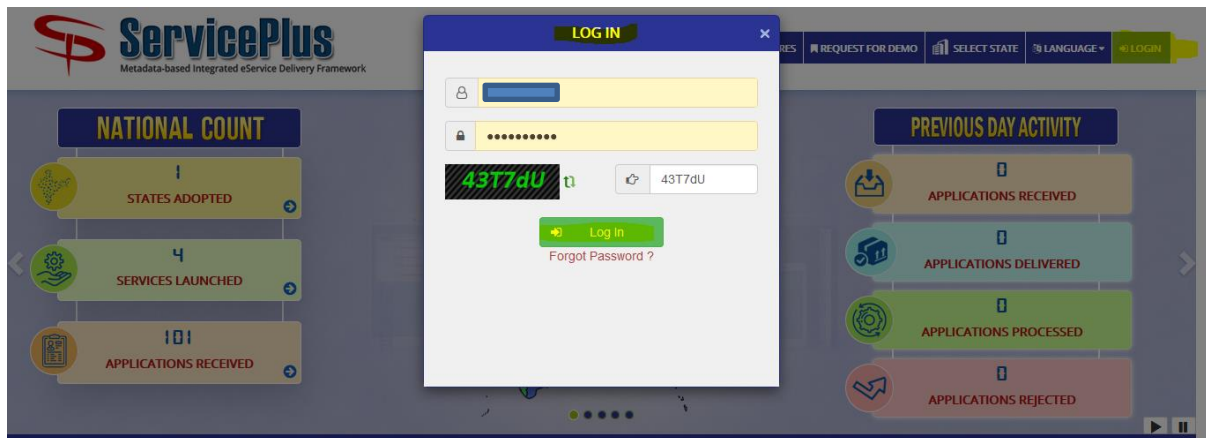 ServicePlus
Metadata-based Integrated eService Delivery Framework
RES
REQUEST FOR DEMO
SELECT STATE
LANGUAGE
LOGIN
LOG IN
×
••••••••••
43T7dU
43T7dU
Log In
Forgot Password ?
NATIONAL COUNT
1
STATES ADOPTED
4
SERVICES LAUNCHED
101
APPLICATIONS RECEIVED
PREVIOUS DAY ACTIVITY
0
APPLICATIONS RECEIVED
0
APPLICATIONS DELIVERED
0
APPLICATIONS PROCESSED
0
APPLICATIONS REJECTED